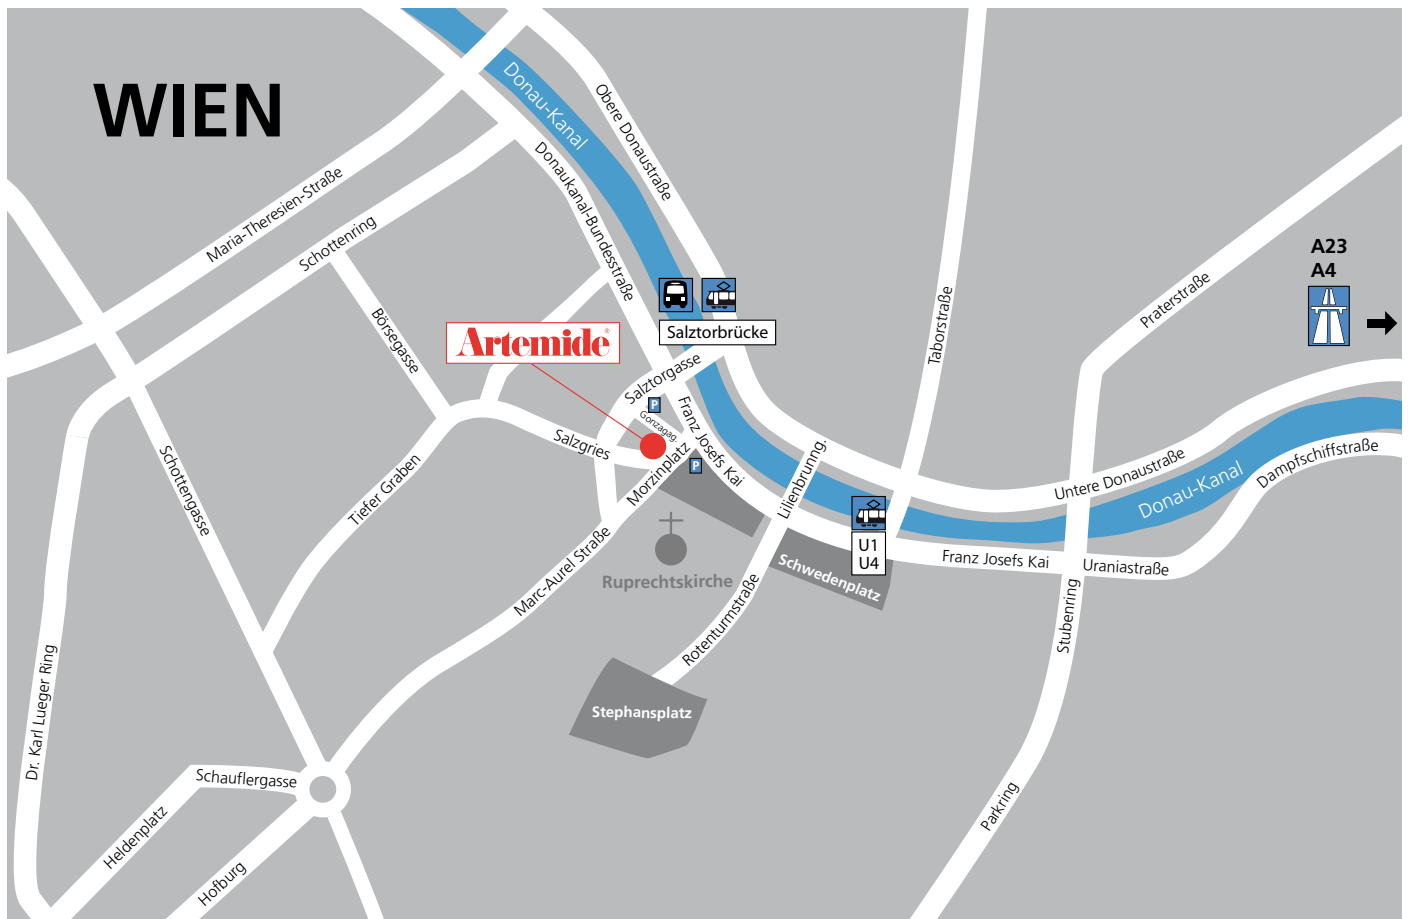 WIEN
Donau-Kanal
Obere Donaustraße
Donaukanal-Bundesstraße
Maria-Theresien-Straße
Schottenring
A23
A4
Praterstraße
Taborstraße
Börsegasse
Artemide®
Salztorbrücke
Salztorgasse
P
Gonzagag.
Franz Josefs Kai
Salzgries
Morzinplatz
P
Lilienbrunng.
Schottengasse
Tiefer Graben
Untere Donaustraße
Donau-Kanal
Dampfschiffstraße
U1
U4
Franz Josefs Kai
Uraniastraße
Schwedenplatz
Marc-Aurel Straße
Ruprechtskirche
Rotenturmstraße
Stubenring
Stephansplatz
Dr. Karl Lueger Ring
Schauflergasse
Heldenplatz
Hofburg
Parkring